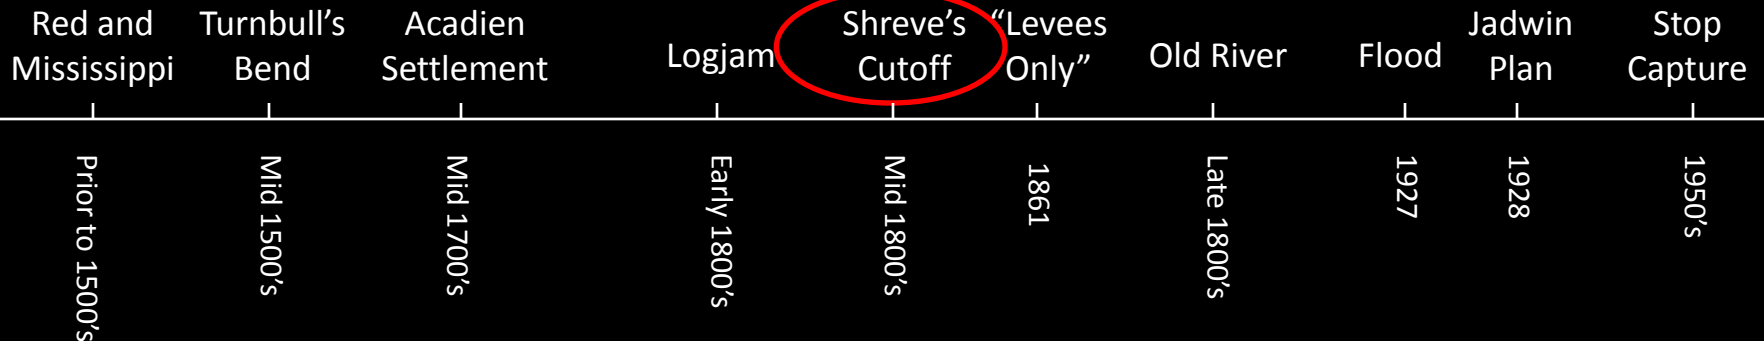 Red and
Mississippi
Turnbull’s
Bend
Acadien
Settlement
Logjam
Shreve’s
Cutoff
“Levees
Only”
Old River
Flood
Jadwin
Plan
Stop
Capture
Prior to 1500’s
Mid 1500’s
Mid 1700’s
Early 1800’s
Mid 1800’s
1861
Late 1800’s
1927
1928
1950’s